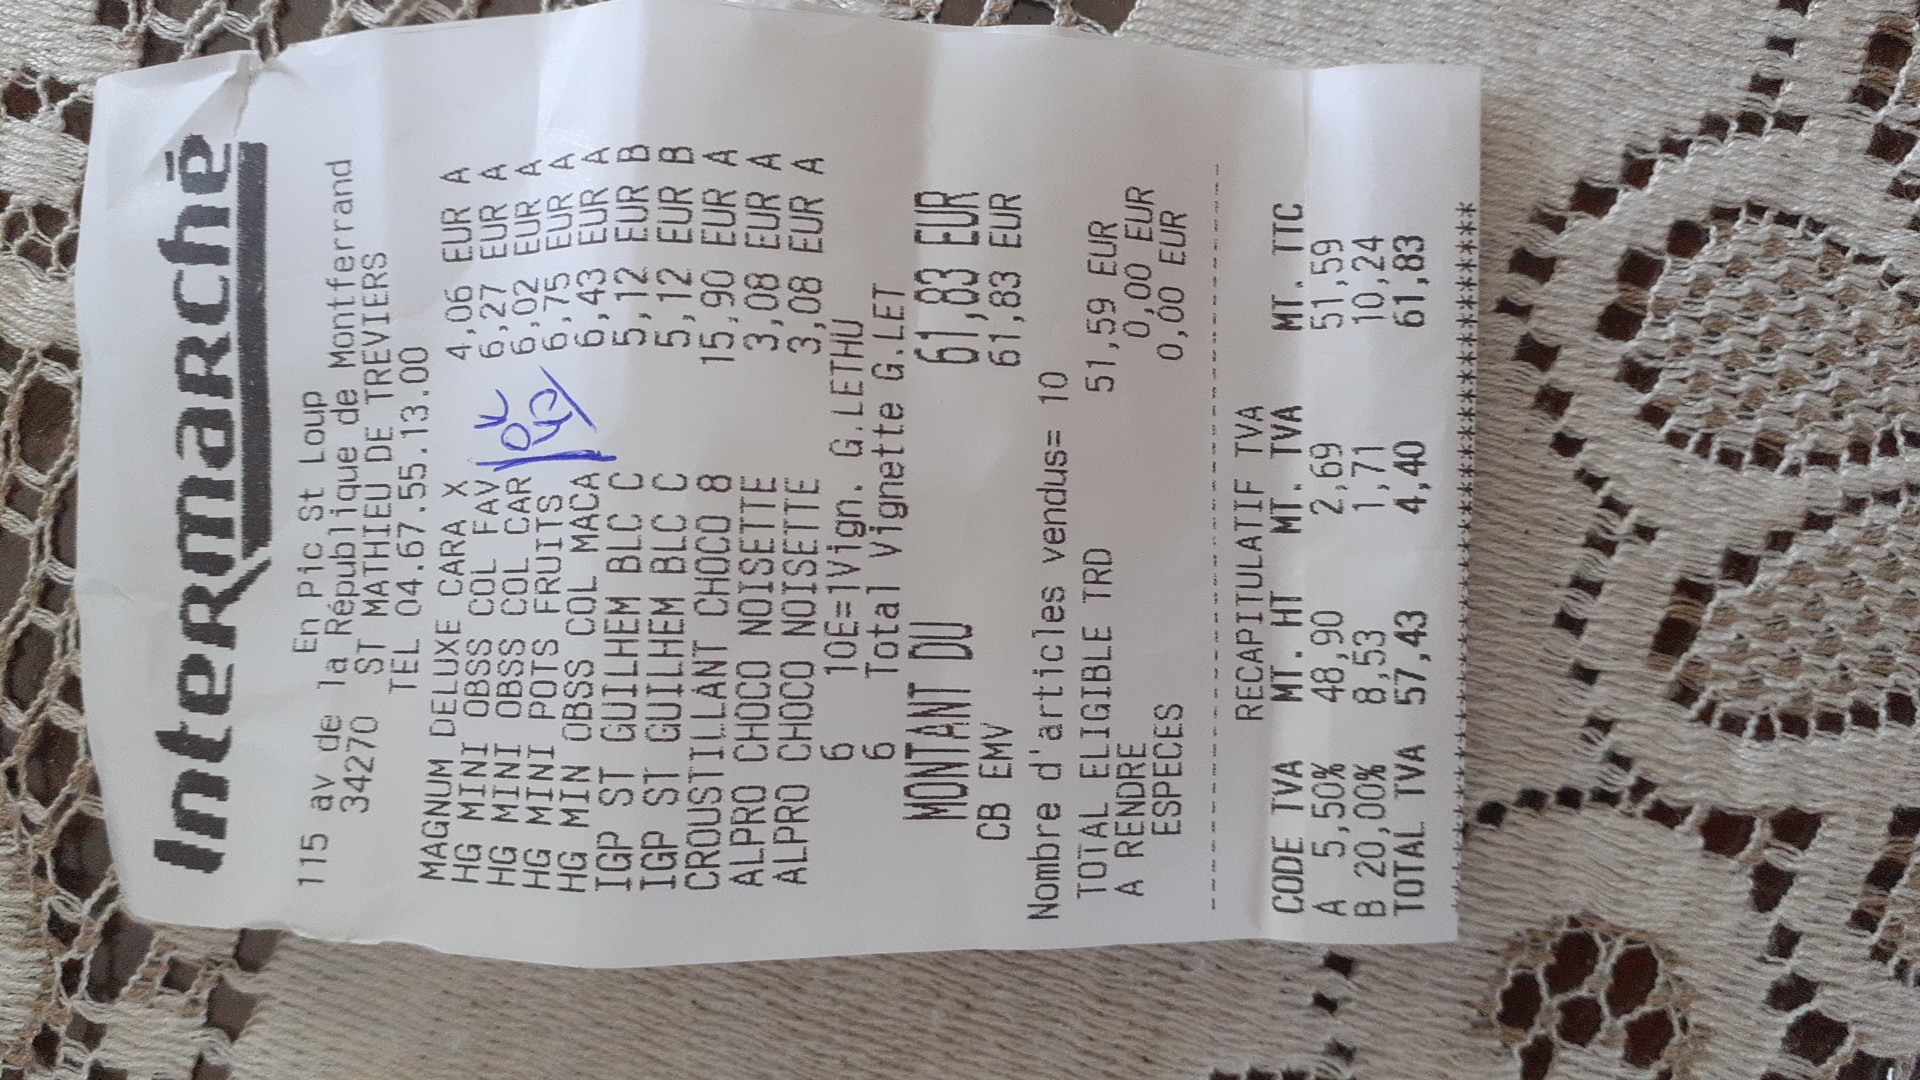 Intermarché
En Pic St Loup
115 av de la République de Montferrand
34270 ST MATHIEU DE TREVIERS
TEL 04.67.55.13.00
MAGNUM DELUXE CARA X 4,06 EUR A
HG MINI OBSS COL FAV 6,27 EUR A
HG MINI OBSS COL CAR 6,02 EUR A
HG MINI POTS FRUITS 6,75 EUR A
HG MIN OBSS COL MACA 6,43 EUR A
IGP ST GUILHEM BLC C 5,12 EUR B
IGP ST GUILHEM BLC C 5,12 EUR B
CROUSTILLANT CHOCO 8 15,90 EUR A
ALPRO CHOCO NOISETTE 3,08 EUR A
ALPRO CHOCO NOISETTE 3,08 EUR A
6 10E=1Vign. G.LETHU
6 Total Vignette G.LET
MONTANT DU 61,83 EUR
CB EMV 61,83 EUR
Nombre d'articles vendus= 10
TOTAL ELIGIBLE TRD 51,59 EUR
A RENDRE 0,00 EUR
ESPECES 0,00 EUR
RECAPITULATIF TVA
CODE TVA MT. HT MT. TVA MT. TTC
A 5,50% 48,90 2,69 51,59
B 20,00% 8,53 1,71 10,24
TOTAL TVA 57,43 4,40 61,83